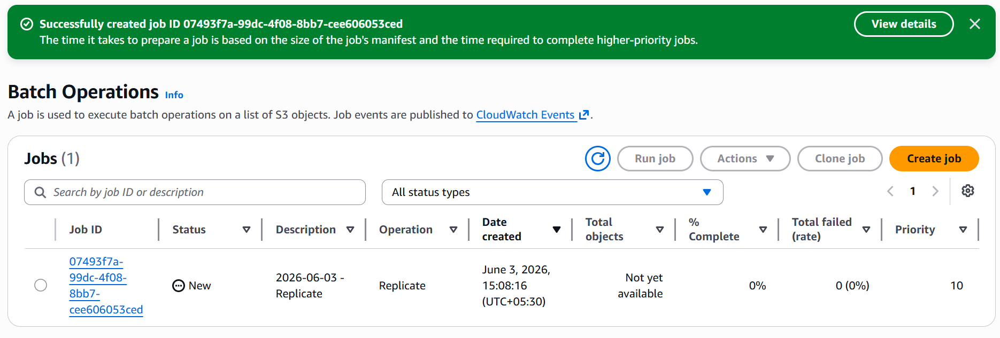 Successfully created job ID 07493f7a-99dc-4f08-8bb7-cee606053ced
View details
The time it takes to prepare a job is based on the size of the job's manifest and the time required to complete higher-priority jobs.
Batch Operations Info
A job is used to execute batch operations on a list of S3 objects. Job events are published to CloudWatch Events.
Jobs (1)
Run job
Actions
Clone job
Create job
Search by job ID or description
All status types
1
Job ID
Status
Description
Operation
Date
created
Total
objects
%
Complete
Total failed
(rate)
Priority
07493f7a-
99dc-4f08-
8bb7-
cee606053ced
New
2026-06-03 -
Replicate
Replicate
June 3, 2026,
15:08:16
(UTC+05:30)
Not yet
available
0%
0 (0%)
10